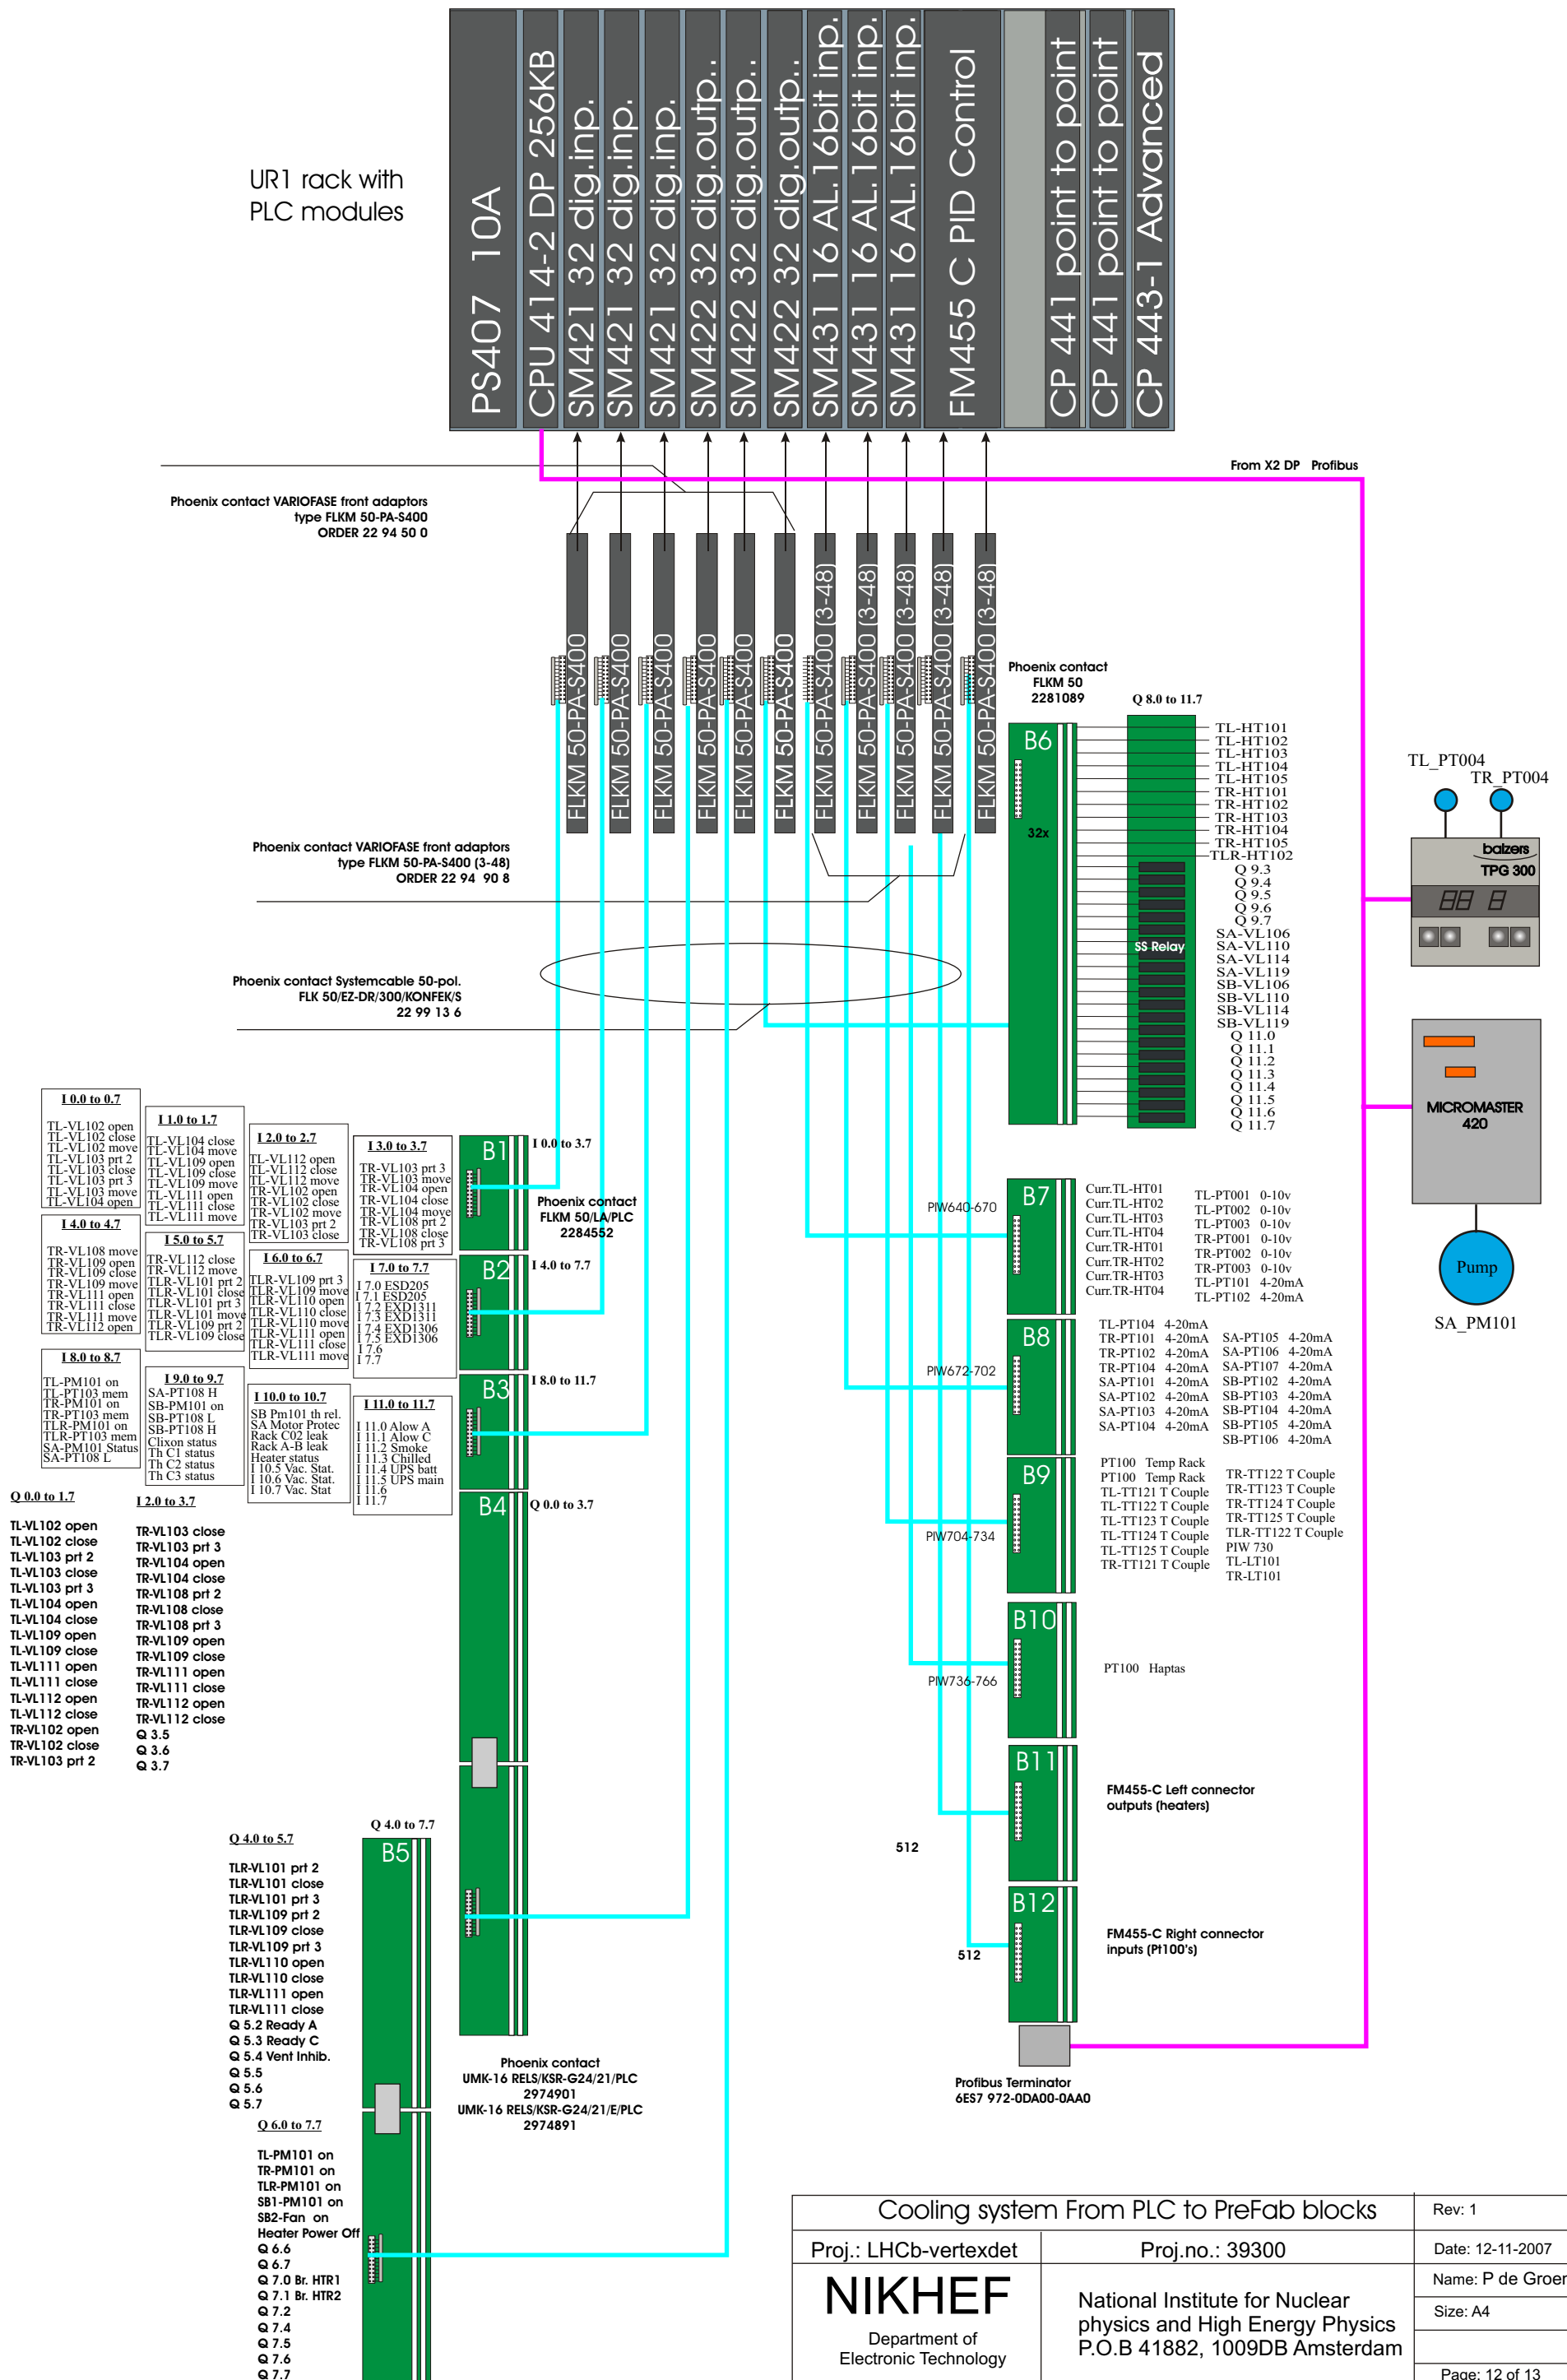 UR1 rack with
PLC modules
PS407 10A
CPU 414-2 DP 256KB
SM421 32 dig.inp.
SM421 32 dig.inp.
SM421 32 dig.inp.
SM422 32 dig.outp..
SM422 32 dig.outp..
SM422 32 dig.outp..
SM431 16 AL.16bit inp.
SM431 16 AL.16bit inp.
SM431 16 AL.16bit inp.
FM455 C PID Control
CP 441 point to point
CP 441 point to point
CP 443-1 Advanced
From X2 DP Profibus
Phoenix contact VARIOFASE front adaptors
type FLKM 50-PA-S400
ORDER 22 94 50 0
FLKM 50-PA-S400
FLKM 50-PA-S400
FLKM 50-PA-S400
FLKM 50-PA-S400
FLKM 50-PA-S400
FLKM 50-PA-S400
FLKM 50-PA-S400 (3-48)
FLKM 50-PA-S400 (3-48)
FLKM 50-PA-S400 (3-48)
FLKM 50-PA-S400 (3-48)
FLKM 50-PA-S400 (3-48)
Phoenix contact VARIOFASE front adaptors
type FLKM 50-PA-S400 (3-48)
ORDER 22 94 90 8
Phoenix contact Systemcable 50-pol.
FLK 50/EZ-DR/300/KONFEK/S
22 99 13 6
Phoenix contact
FLKM 50
2281089
Q 8.0 to 11.7
B6
32x
SS Relay
TL-HT101
TL-HT102
TL-HT103
TL-HT104
TL-HT105
TR-HT101
TR-HT102
TR-HT103
TR-HT104
TR-HT105
TLR-HT102
Q 9.3
Q 9.4
Q 9.5
Q 9.6
Q 9.7
SA-VL106
SA-VL110
SA-VL114
SA-VL119
SB-VL106
SB-VL110
SB-VL114
SB-VL119
Q 11.0
Q 11.1
Q 11.2
Q 11.3
Q 11.4
Q 11.5
Q 11.6
Q 11.7
TL_PT004
TR_PT004
balzers
TPG 300
MICROMASTER
420
Pump
SA_PM101
I 0.0 to 0.7
TL-VL102 open
TL-VL102 close
TL-VL102 move
TL-VL103 prt 2
TL-VL103 close
TL-VL103 prt 3
TL-VL103 move
TL-VL104 open
I 1.0 to 1.7
TL-VL104 close
TL-VL104 move
TL-VL109 open
TL-VL109 close
TL-VL109 move
TL-VL111 open
TL-VL111 close
TL-VL111 move
I 2.0 to 2.7
TL-VL112 open
TL-VL112 close
TL-VL112 move
TR-VL102 open
TR-VL102 close
TR-VL102 move
TR-VL103 prt 2
TR-VL103 close
I 3.0 to 3.7
TR-VL103 prt 3
TR-VL103 move
TR-VL104 open
TR-VL104 close
TR-VL104 move
TR-VL108 prt 2
TR-VL108 close
TR-VL108 prt 3
B1
I 0.0 to 3.7
Phoenix contact
FLKM 50/LA/PLC
2284552
I 4.0 to 4.7
TR-VL108 move
TR-VL109 open
TR-VL109 close
TR-VL109 move
TR-VL111 open
TR-VL111 close
TR-VL111 move
TR-VL112 open
I 5.0 to 5.7
TR-VL112 close
TR-VL112 move
TLR-VL101 prt 2
TLR-VL101 close
TLR-VL101 prt 3
TLR-VL101 move
TLR-VL109 prt 2
TLR-VL109 close
I 6.0 to 6.7
TLR-VL109 prt 3
TLR-VL109 move
TLR-VL110 open
TLR-VL110 close
TLR-VL110 move
TLR-VL111 open
TLR-VL111 close
TLR-VL111 move
I 7.0 to 7.7
I 7.0 ESD205
I 7.1 ESD205
I 7.2 EXD1311
I 7.3 EXD1311
I 7.4 EXD1306
I 7.5 EXD1306
I 7.6
I 7.7
B2
I 4.0 to 7.7
I 8.0 to 8.7
TL-PM101 on
TL-PT103 mem
TR-PM101 on
TR-PT103 mem
TLR-PM101 on
TLR-PT103 mem
SA-PM101 Status
SA-PT108 L
I 9.0 to 9.7
SA-PT108 H
SB-PM101 on
SB-PT108 L
SB-PT108 H
Clixon status
Th C1 status
Th C2 status
Th C3 status
I 10.0 to 10.7
SB Pm101 th rel.
SA Motor Protec
Rack C02 leak
Rack A-B leak
Heater status
I 10.5 Vac. Stat.
I 10.6 Vac. Stat.
I 10.7 Vac. Stat
I 11.0 to 11.7
I 11.0 Alow A
I 11.1 Alow C
I 11.2 Smoke
I 11.3 Chilled
I 11.4 UPS batt
I 11.5 UPS main
I 11.6
I 11.7
B3
I 8.0 to 11.7
Q 0.0 to 1.7
TL-VL102 open
TL-VL102 close
TL-VL103 prt 2
TL-VL103 close
TL-VL103 prt 3
TL-VL104 open
TL-VL104 close
TL-VL109 open
TL-VL109 close
TL-VL111 open
TL-VL111 close
TL-VL112 open
TL-VL112 close
TR-VL102 open
TR-VL102 close
TR-VL103 prt 2
I 2.0 to 3.7
TR-VL103 close
TR-VL103 prt 3
TR-VL104 open
TR-VL104 close
TR-VL108 prt 2
TR-VL108 close
TR-VL108 prt 3
TR-VL109 open
TR-VL109 close
TR-VL111 open
TR-VL111 close
TR-VL112 open
TR-VL112 close
Q 3.5
Q 3.6
Q 3.7
B4
Q 0.0 to 3.7
PIW640-670
B7
Curr.TL-HT01
Curr.TL-HT02
Curr.TL-HT03
Curr.TL-HT04
Curr.TR-HT01
Curr.TR-HT02
Curr.TR-HT03
Curr.TR-HT04
TL-PT001 0-10v
TL-PT002 0-10v
TL-PT003 0-10v
TR-PT001 0-10v
TR-PT002 0-10v
TR-PT003 0-10v
TL-PT101 4-20mA
TL-PT102 4-20mA
PIW672-702
B8
TL-PT104 4-20mA
TR-PT101 4-20mA
TR-PT102 4-20mA
TR-PT104 4-20mA
SA-PT101 4-20mA
SA-PT102 4-20mA
SA-PT103 4-20mA
SA-PT104 4-20mA
SA-PT105 4-20mA
SA-PT106 4-20mA
SA-PT107 4-20mA
SB-PT102 4-20mA
SB-PT103 4-20mA
SB-PT104 4-20mA
SB-PT105 4-20mA
SB-PT106 4-20mA
PIW704-734
B9
PT100 Temp Rack
PT100 Temp Rack
TL-TT121 T Couple
TL-TT122 T Couple
TL-TT123 T Couple
TL-TT124 T Couple
TL-TT125 T Couple
TR-TT121 T Couple
TR-TT122 T Couple
TR-TT123 T Couple
TR-TT124 T Couple
TR-TT125 T Couple
TLR-TT122 T Couple
PIW 730
TL-LT101
TR-LT101
B10
PIW736-766
PT100 Haptas
B11
FM455-C Left connector
outputs (heaters)
512
B12
FM455-C Right connector
inputs (Pt100's)
512
Profibus Terminator
6ES7 972-0DA00-0AA0
Q 4.0 to 7.7
B5
Q 4.0 to 5.7
TLR-VL101 prt 2
TLR-VL101 close
TLR-VL101 prt 3
TLR-VL109 prt 2
TLR-VL109 close
TLR-VL109 prt 3
TLR-VL110 open
TLR-VL110 close
TLR-VL111 open
TLR-VL111 close
Q 5.2 Ready A
Q 5.3 Ready C
Q 5.4 Vent Inhib.
Q 5.5
Q 5.6
Q 5.7
Q 6.0 to 7.7
TL-PM101 on
TR-PM101 on
TLR-PM101 on
SB1-PM101 on
SB2-Fan on
Heater Power Off
Q 6.6
Q 6.7
Q 7.0 Br. HTR1
Q 7.1 Br. HTR2
Q 7.2
Q 7.4
Q 7.5
Q 7.6
Q 7.7
Phoenix contact
UMK-16 RELS/KSR-G24/21/PLC
2974901
UMK-16 RELS/KSR-G24/21/E/PLC
2974891
Cooling system From PLC to PreFab blocks
Rev: 1
Proj.: LHCb-vertexdet
Proj.no.: 39300
Date: 12-11-2007
NIKHEF
Department of
Electronic Technology
National Institute for Nuclear
physics and High Energy Physics
P.O.B 41882, 1009DB Amsterdam
Name: P de Groen
Size: A4
Page: 12 of 13